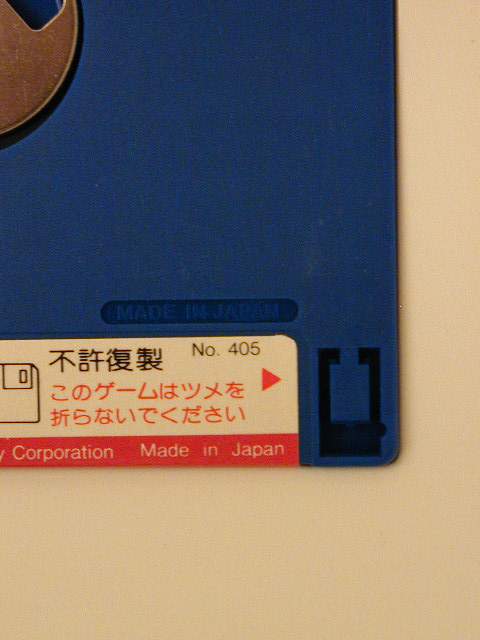 MADE IN JAPAN
不許復製 No. 405
このゲームはツメを
折らないでください
y Corporation Made in Japan